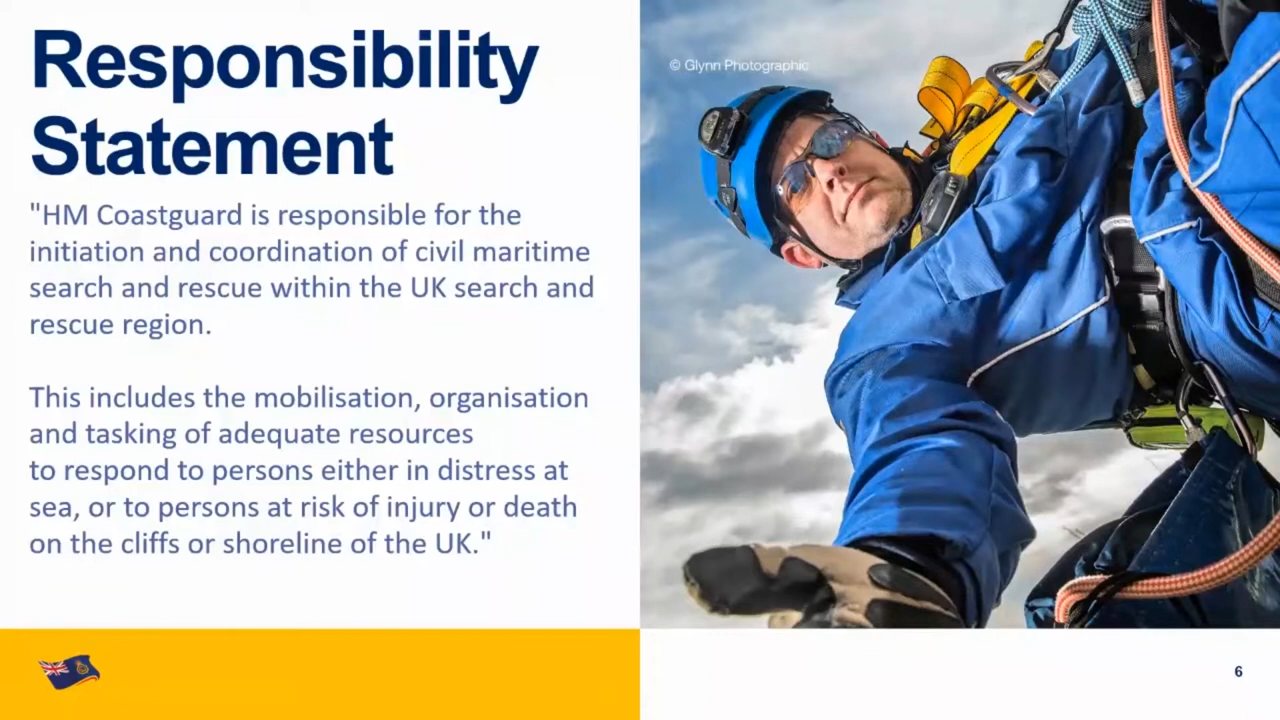 Responsibility
Statement
"HM Coastguard is responsible for the
initiation and coordination of civil maritime
search and rescue within the UK search and
rescue region.
This includes the mobilisation, organisation
and tasking of adequate resources
to respond to persons either in distress at
sea, or to persons at risk of injury or death
on the cliffs or shoreline of the UK."
© Glynn Photographic
6